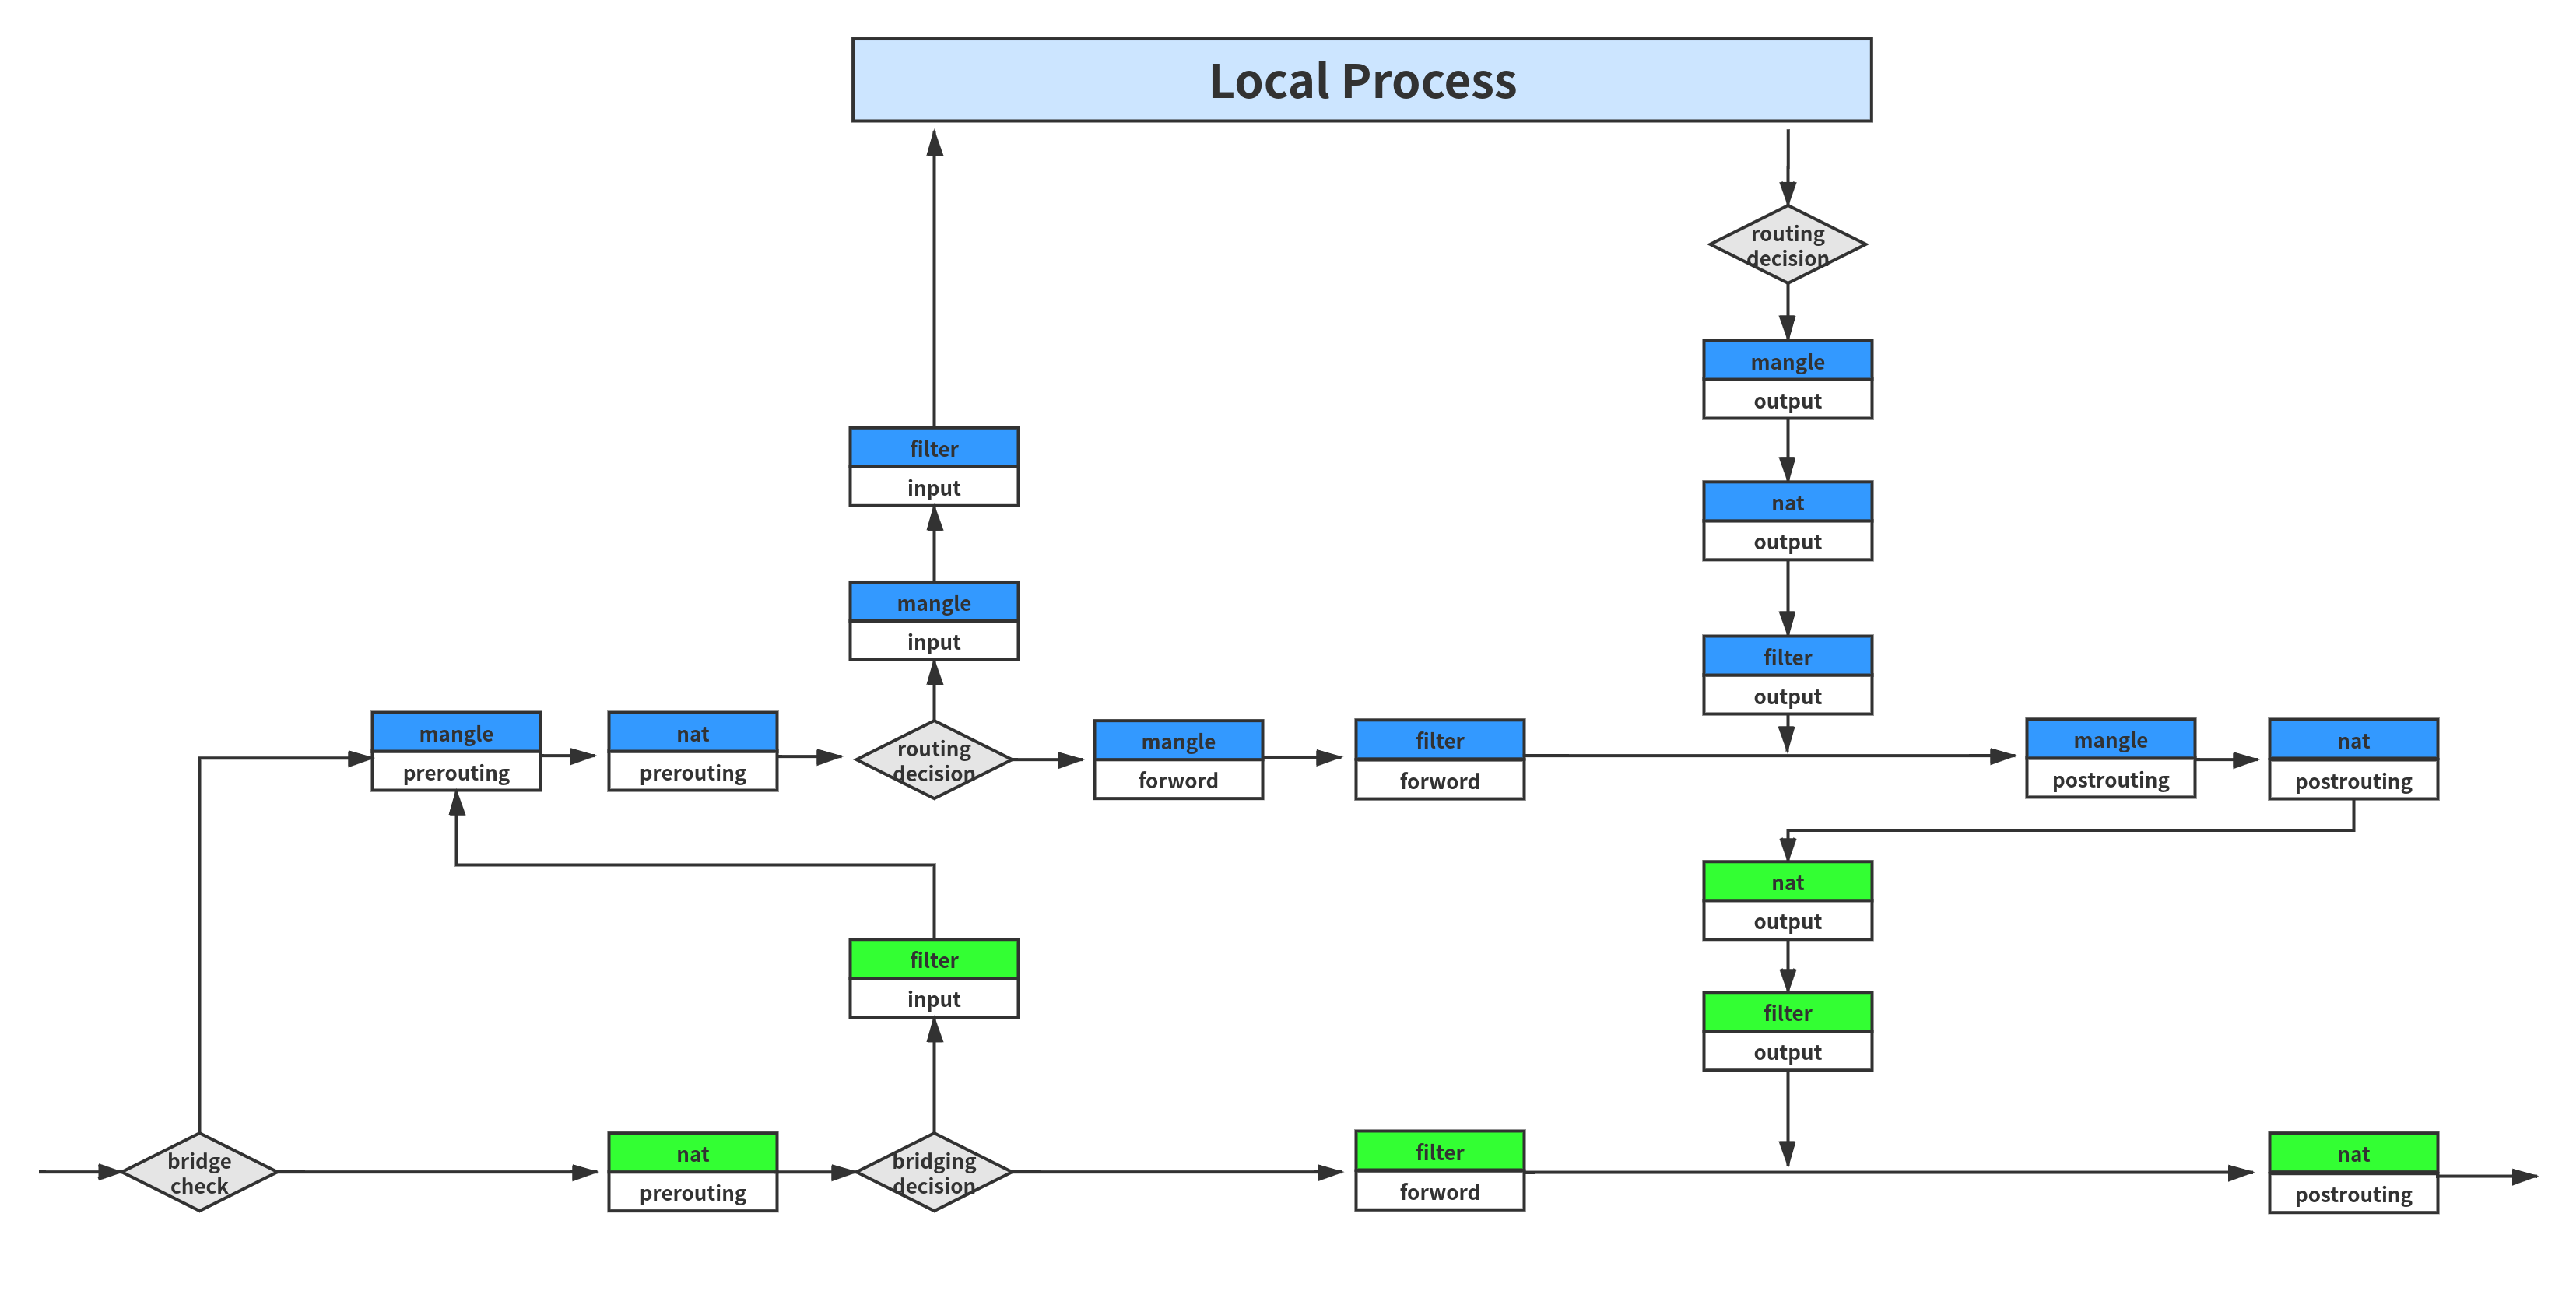 Local Process
routing
decision
mangle
output
filter
input
nat
output
mangle
input
filter
output
mangle
prerouting
nat
prerouting
routing
decision
mangle
forword
filter
forword
mangle
postrouting
nat
postrouting
nat
output
filter
input
filter
output
bridge
check
nat
prerouting
bridging
decision
filter
forword
nat
postrouting